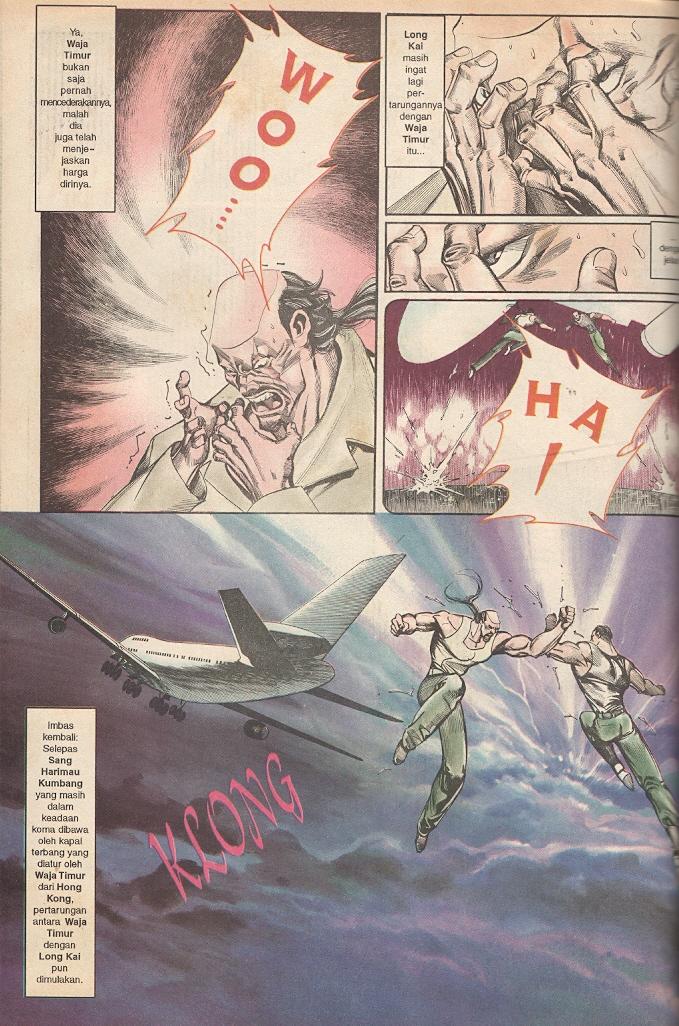 Ya,
Waja
Timur
bukan
saja
pernah
mencederakannya,
malah
dia
juga telah
menje-
jaskan
harga
dirinya.
WOO....
Long
Kai
masih
ingat
lagi
per-
tarungannya
dengan
Waja
Timur
itu...
HA!
Imbas
kembali:
Selepas
Sang
Harimau
Kumbang
yang masih
dalam
keadaan
koma dibawa
oleh kapal
terbang yang
diatur oleh
Waja Timur
dari Hong
Kong,
pertarungan
antara Waja
Timur
dengan
Long Kai
pun
dimulakan.
KLONG